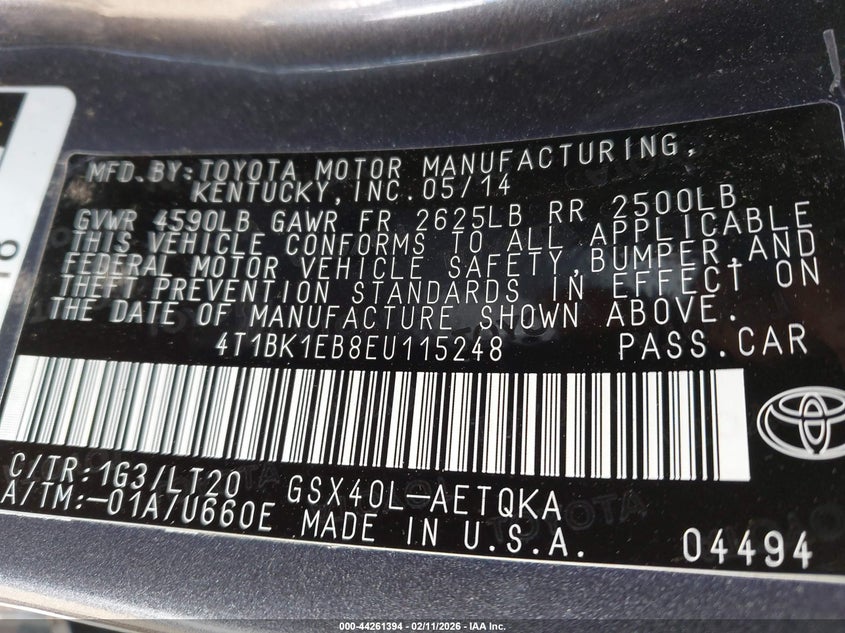 MFD.BY:TOYOTA MOTOR MANUFACTURING,
KENTUCKY,INC.05/14
GVWR 4590LB GAWR FR 2625LB RR 2500LB
THIS VEHICLE CONFORMS TO ALL APPLICABLE
FEDERAL MOTOR VEHICLE SAFETY,BUMPER,AND
THEFT PREVENTION STANDARDS IN EFFECT ON
THE DATE OF MANUFACTURE SHOWN ABOVE.
4T1BK1EB8EU115248 PASS.CAR
C/TR:1G3/LT20 GSX40L-AETQKA
A/TM:-01A/U660E MADE IN U.S.A. 04494
000-44261394 - 02/11/2026 - IAA Inc.